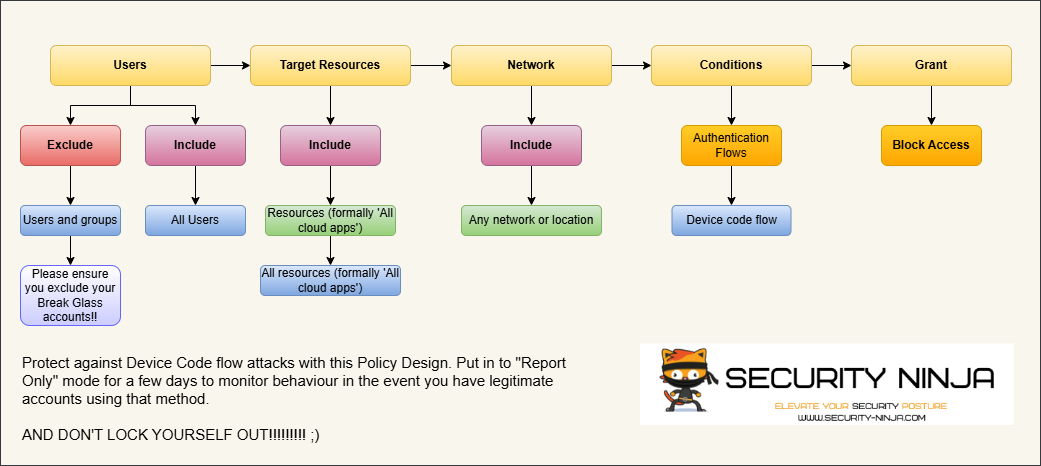 Users
Target Resources
Network
Conditions
Grant
Exclude
Include
Include
Include
Authentication
Flows
Block Access
Users and groups
All Users
Resources (formally 'All
cloud apps')
Any network or location
Device code flow
Please ensure
you exclude your
Break Glass
accounts!!
All resources (formally 'All
cloud apps')
Protect against Device Code flow attacks with this Policy Design. Put in to "Report
Only" mode for a few days to monitor behaviour in the event you have legitimate
accounts using that method.
AND DON'T LOCK YOURSELF OUT!!!!!!!!! ;)
SECURITY NINJA
ELEVATE YOUR SECURITY POSTURE
WWW.SECURITY-NINJA.COM